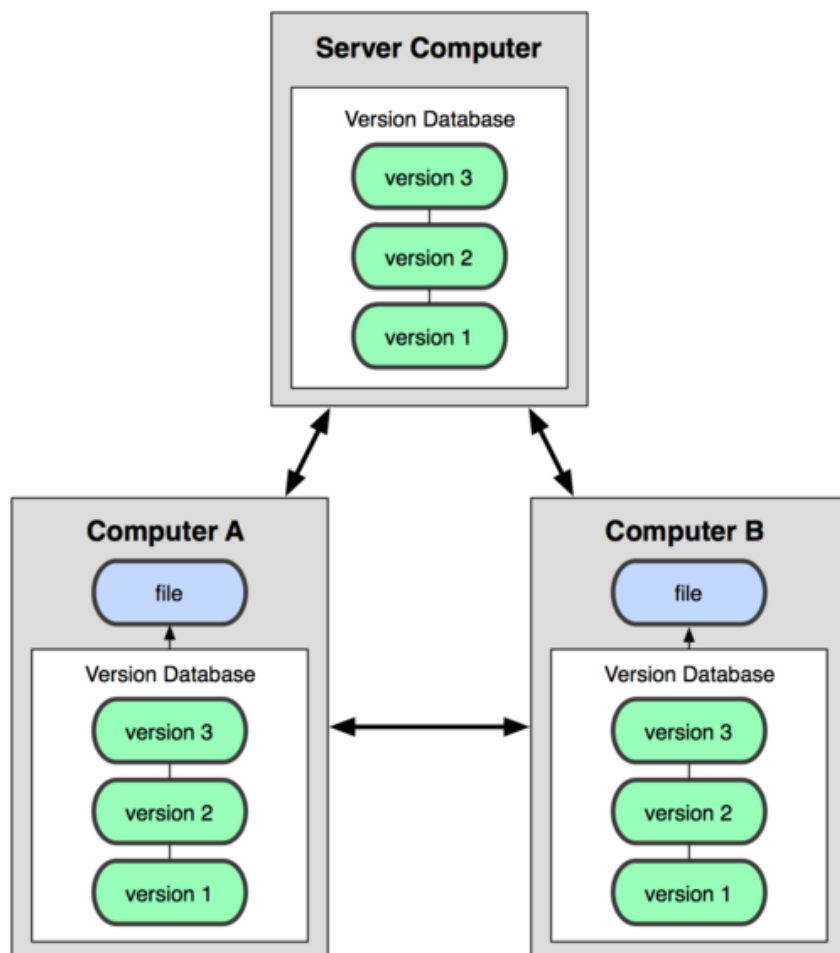 Server Computer
Version Database
version 3
version 2
version 1
Computer A
file
Version Database
version 3
version 2
version 1
Computer B
file
Version Database
version 3
version 2
version 1